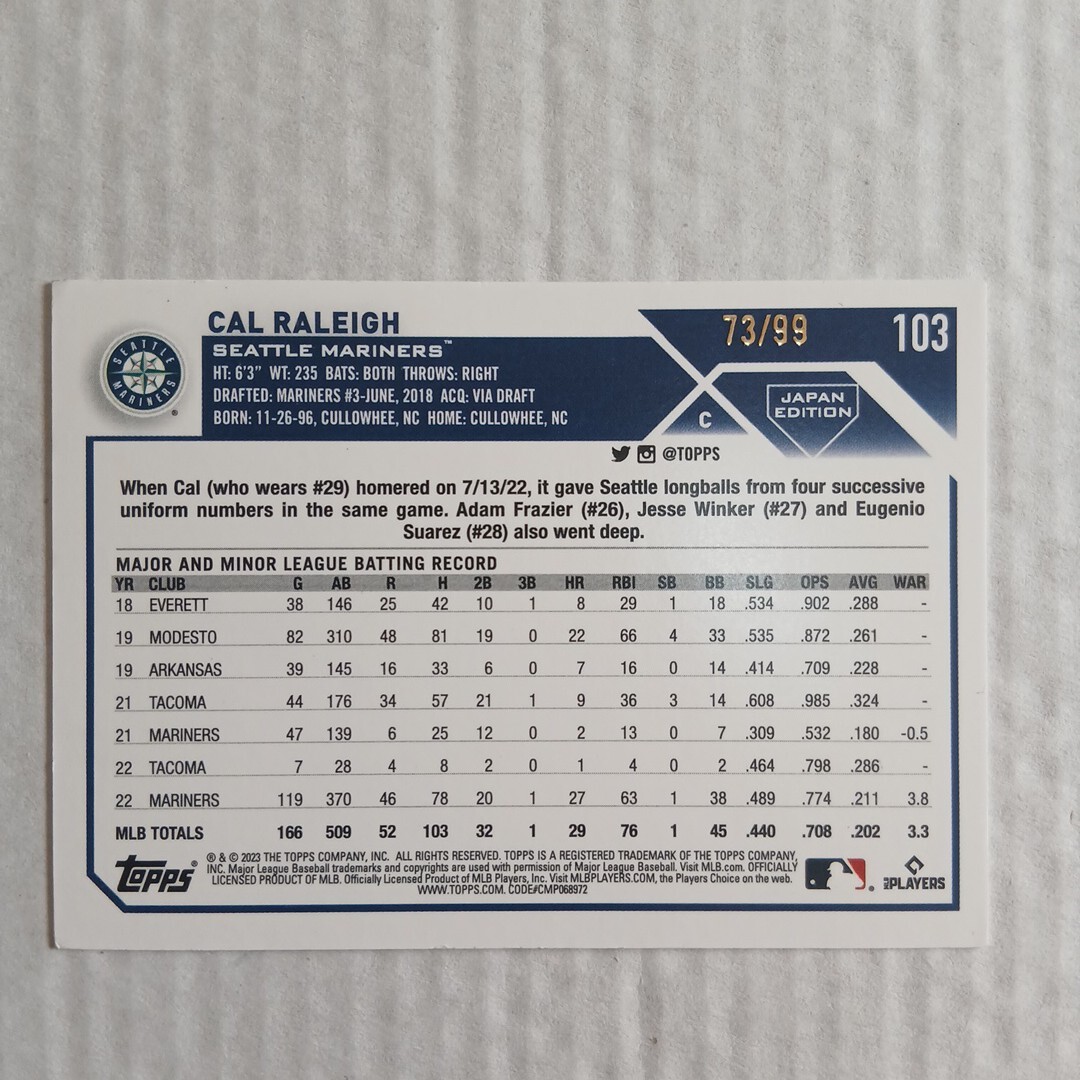 CAL RALEIGH
73/99
103
SEATTLE MARINERS™
SEATTLE MARINERS ®
HT: 6'3" WT: 235 BATS: BOTH THROWS: RIGHT
DRAFTED: MARINERS #3-JUNE, 2018 ACQ: VIA DRAFT
BORN: 11-26-96, CULLOWHEE, NC HOME: CULLOWHEE, NC
C
JAPAN
EDITION
@TOPPS
When Cal (who wears #29) homered on 7/13/22, it gave Seattle longballs from four successive
uniform numbers in the same game. Adam Frazier (#26), Jesse Winker (#27) and Eugenio
Suarez (#28) also went deep.
MAJOR AND MINOR LEAGUE BATTING RECORD
YR CLUB G AB R H 2B 3B HR RBI SB BB SLG OPS AVG WAR
18 EVERETT 38 146 25 42 10 1 8 29 1 18 .534 .902 .288 -
19 MODESTO 82 310 48 81 19 0 22 66 4 33 .535 .872 .261 -
19 ARKANSAS 39 145 16 33 6 0 7 16 0 14 .414 .709 .228 -
21 TACOMA 44 176 34 57 21 1 9 36 3 14 .608 .985 .324 -
21 MARINERS 47 139 6 25 12 0 2 13 0 7 .309 .532 .180 -0.5
22 TACOMA 7 28 4 8 2 0 1 4 0 2 .464 .798 .286 -
22 MARINERS 119 370 46 78 20 1 27 63 1 38 .489 .774 .211 3.8
MLB TOTALS 166 509 52 103 32 1 29 76 1 45 .440 .708 .202 3.3
Topps®
® & © 2023 THE TOPPS COMPANY, INC. ALL RIGHTS RESERVED. TOPPS IS A REGISTERED TRADEMARK OF THE TOPPS COMPANY,
INC. Major League Baseball trademarks and copyrights are used with permission of Major League Baseball. Visit MLB.com. OFFICIALLY
LICENSED PRODUCT OF MLB. Officially Licensed Product of MLB Players, Inc. Visit MLBPLAYERS.COM, the Players Choice on the web.
WWW.TOPPS.COM. CODE#CMP068972
®
MLB PLAYERS